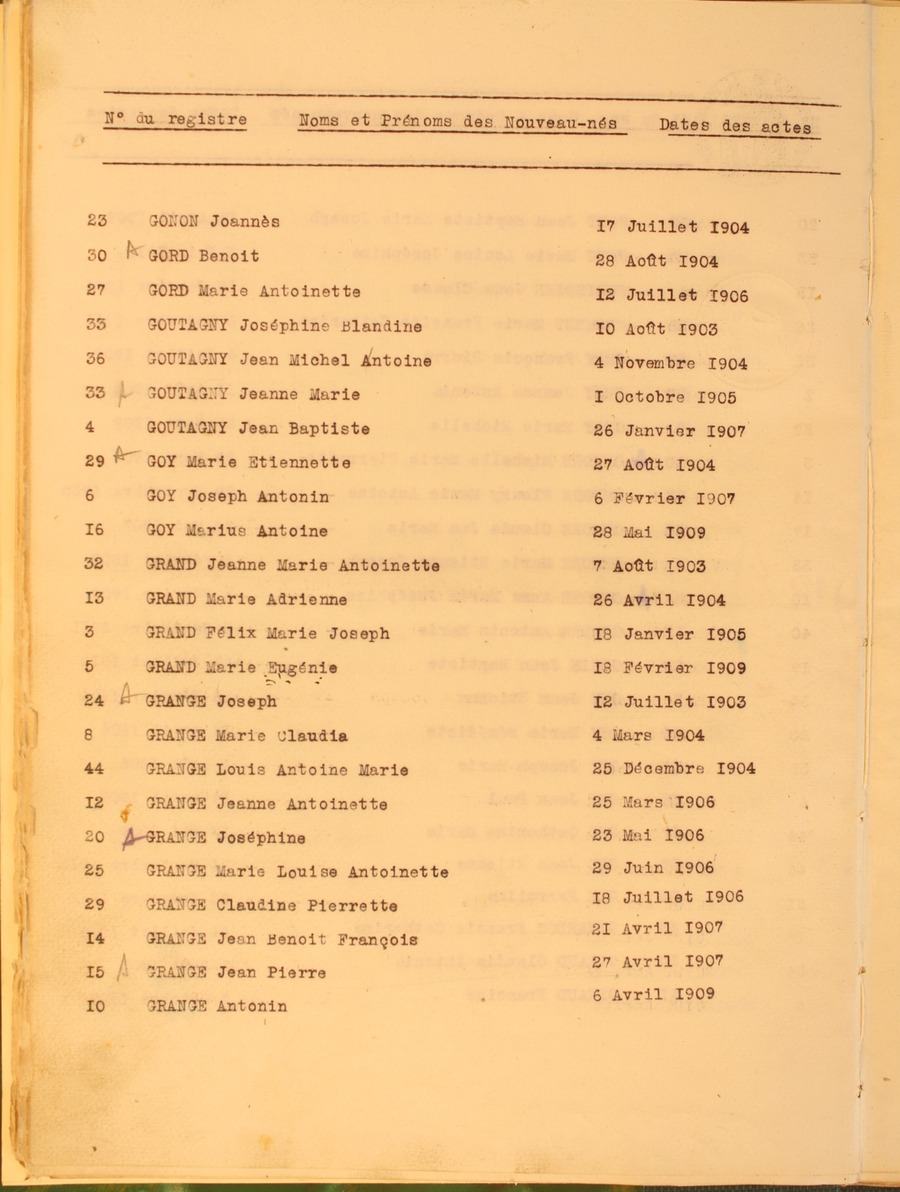 N° du registre Noms et Prénoms des Nouveau-nés Dates des actes
23 GONON Joannès 17 Juillet 1904
30 A GORD Benoit 28 Août 1904
27 GORD Marie Antoinette 12 Juillet 1906
33 GOUTAGNY Joséphine Blandine 10 Août 1903
36 GOUTAGNY Jean Michel Antoine 4 Novembre 1904
33 A GOUTAGNY Jeanne Marie 1 Octobre 1905
4 GOUTAGNY Jean Baptiste 26 Janvier 1907
29 A GOY Marie Etiennette 27 Août 1904
6 GOY Joseph Antonin 6 Février 1907
16 GOY Marius Antoine 28 Mai 1909
32 GRAND Jeanne Marie Antoinette 7 Août 1903
13 GRAND Marie Adrienne 26 Avril 1904
3 GRAND Félix Marie Joseph 18 Janvier 1905
5 GRAND Marie Eugénie 18 Février 1909
24 A GRANGE Joseph 12 Juillet 1903
8 GRANGE Marie Claudia 4 Mars 1904
44 GRANGE Louis Antoine Marie 25 Décembre 1904
12 GRANGE Jeanne Antoinette 25 Mars 1906
20 A GRANGE Joséphine 23 Mai 1906
25 GRANGE Marie Louise Antoinette 29 Juin 1906
29 GRANGE Claudine Pierrette 18 Juillet 1906
14 GRANGE Jean Benoit François 21 Avril 1907
15 A GRANGE Jean Pierre 27 Avril 1907
10 GRANGE Antonin 6 Avril 1909